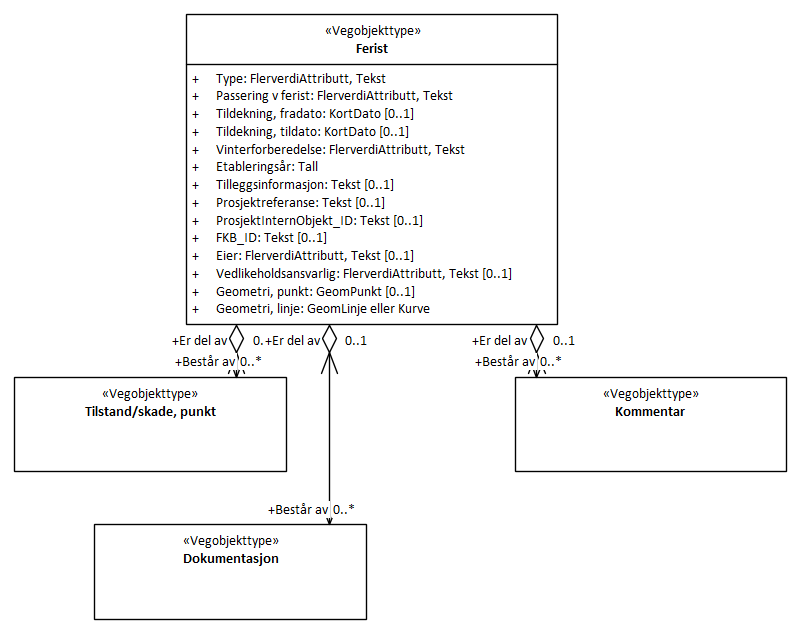 «Vegobjekttype»
Ferist
+ Type: FlerverdiAttributt, Tekst
+ Passering v ferist: FlerverdiAttributt, Tekst
+ Tildekning, fradato: KortDato [0..1]
+ Tildekning, tildato: KortDato [0..1]
+ Vinterforberedelse: FlerverdiAttributt, Tekst
+ Etableringsår: Tall
+ Tilleggsinformasjon: Tekst [0..1]
+ Prosjektreferanse: Tekst [0..1]
+ ProsjektInternObjekt_ID: Tekst [0..1]
+ FKB_ID: Tekst [0..1]
+ Eier: FlerverdiAttributt, Tekst [0..1]
+ Vedlikeholdsansvarlig: FlerverdiAttributt, Tekst [0..1]
+ Geometri, punkt: GeomPunkt [0..1]
+ Geometri, linje: GeomLinje eller Kurve
+Er del av 0.. +Er del av 0..1 +Er del av 0..1
+Består av 0..* +Består av 0..*
«Vegobjekttype»
Tilstand/skade, punkt
«Vegobjekttype»
Kommentar
+Består av 0..*
«Vegobjekttype»
Dokumentasjon